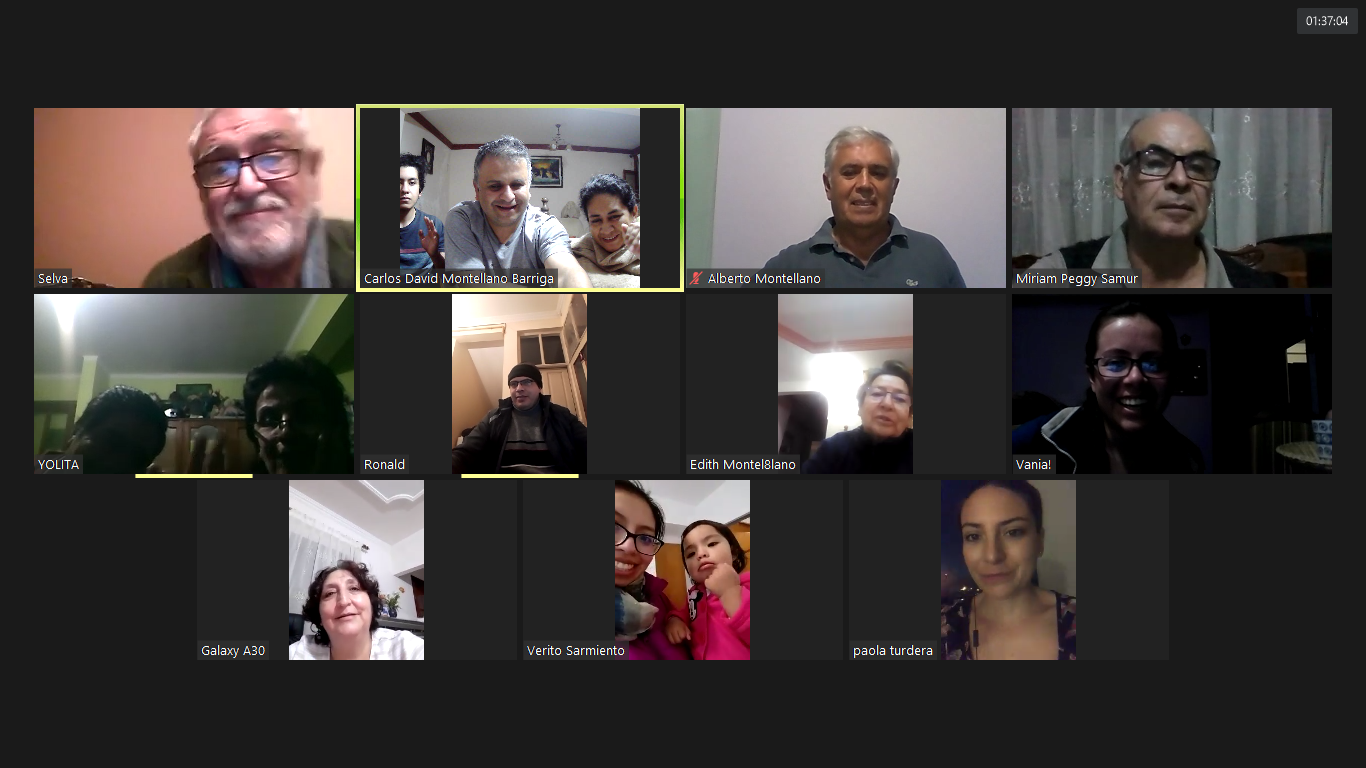 01:37:04
Selva
Carlos David Montellano Barriga
Alberto Montellano
Miriam Peggy Samur
YOLITA
Ronald
Edith Montel8lano
Vania!
Galaxy A30
Verito Sarmiento
paola turdera